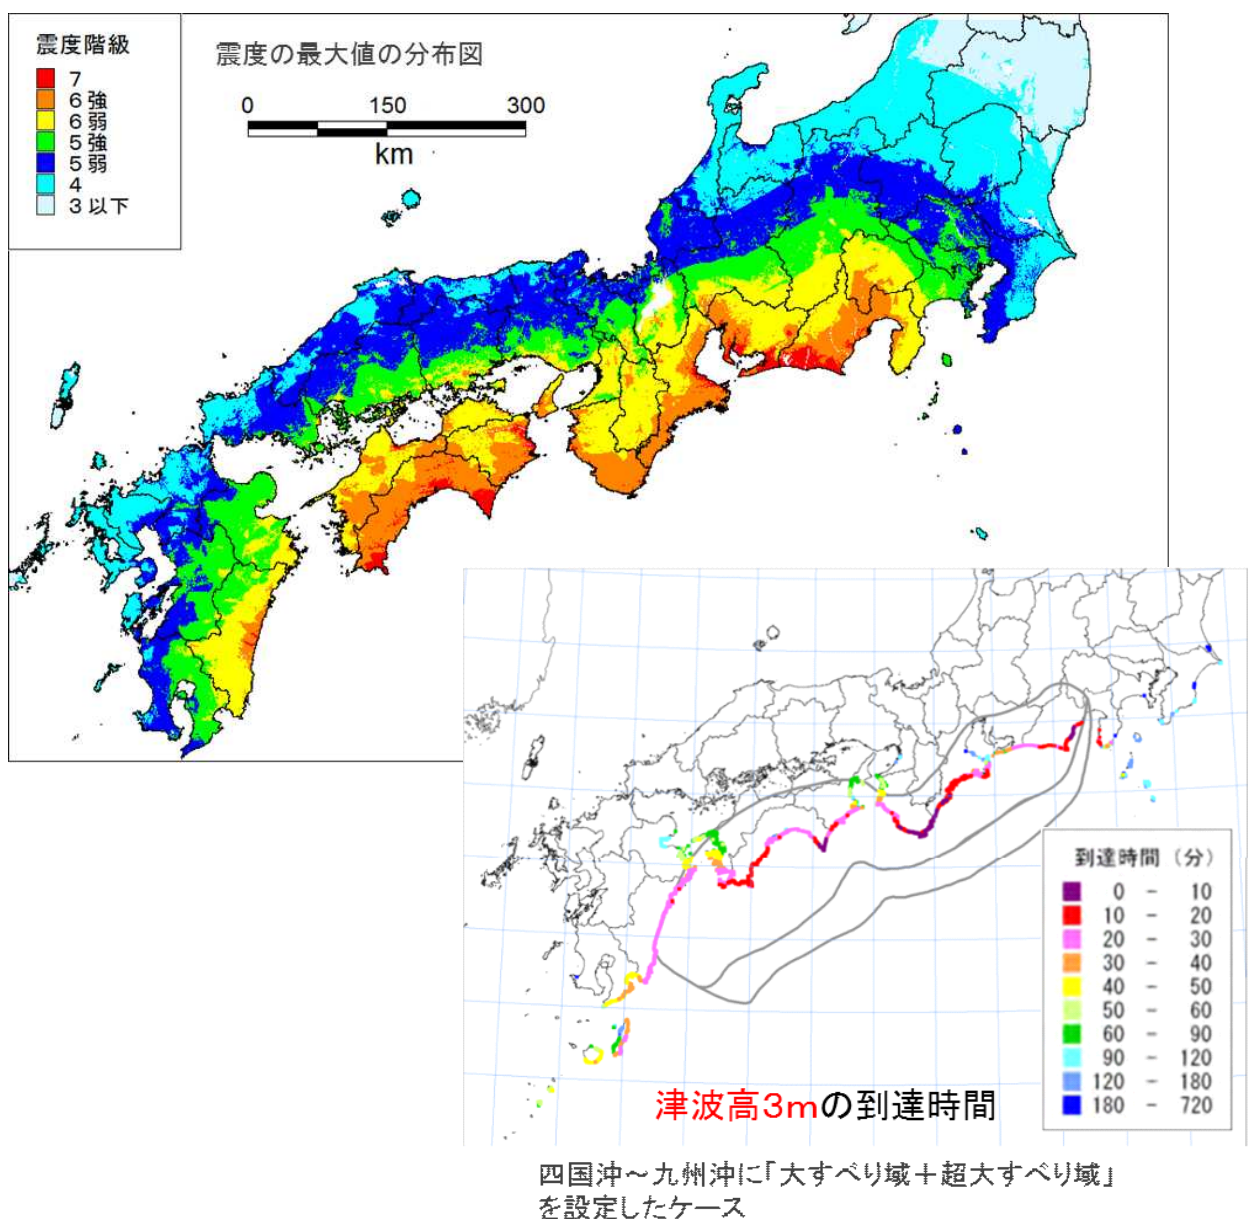 震度階級
7
6強
6弱
5強
5弱
4
3以下
震度の最大値の分布図
0 150 300
km
到達時間 (分)
0 - 10
10 - 20
20 - 30
30 - 40
40 - 50
50 - 60
60 - 90
90 - 120
120 - 180
180 - 720
津波高3mの到達時間
四国沖～九州沖に「大すべり域＋超大すべり域」
を設定したケース